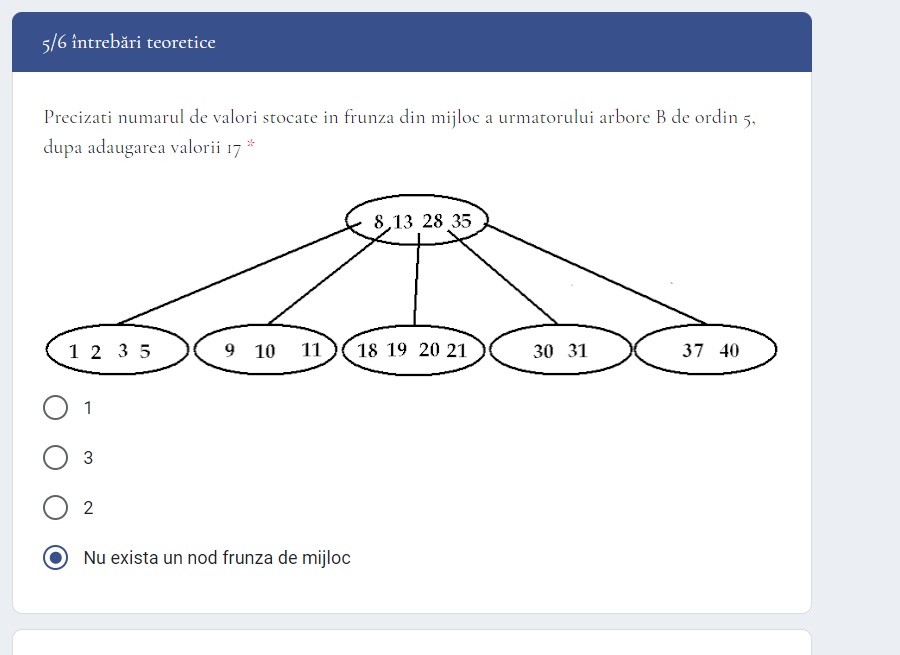 5/6 întrebări teoretice
Precizati numarul de valori stocate in frunza din mijloc a urmatorului arbore B de ordin 5,
dupa adaugarea valorii 17 *
8 13 28 35
1 2 3 5 9 10 11 18 19 20 21 30 31 37 40
1
3
2
Nu exista un nod frunza de mijloc